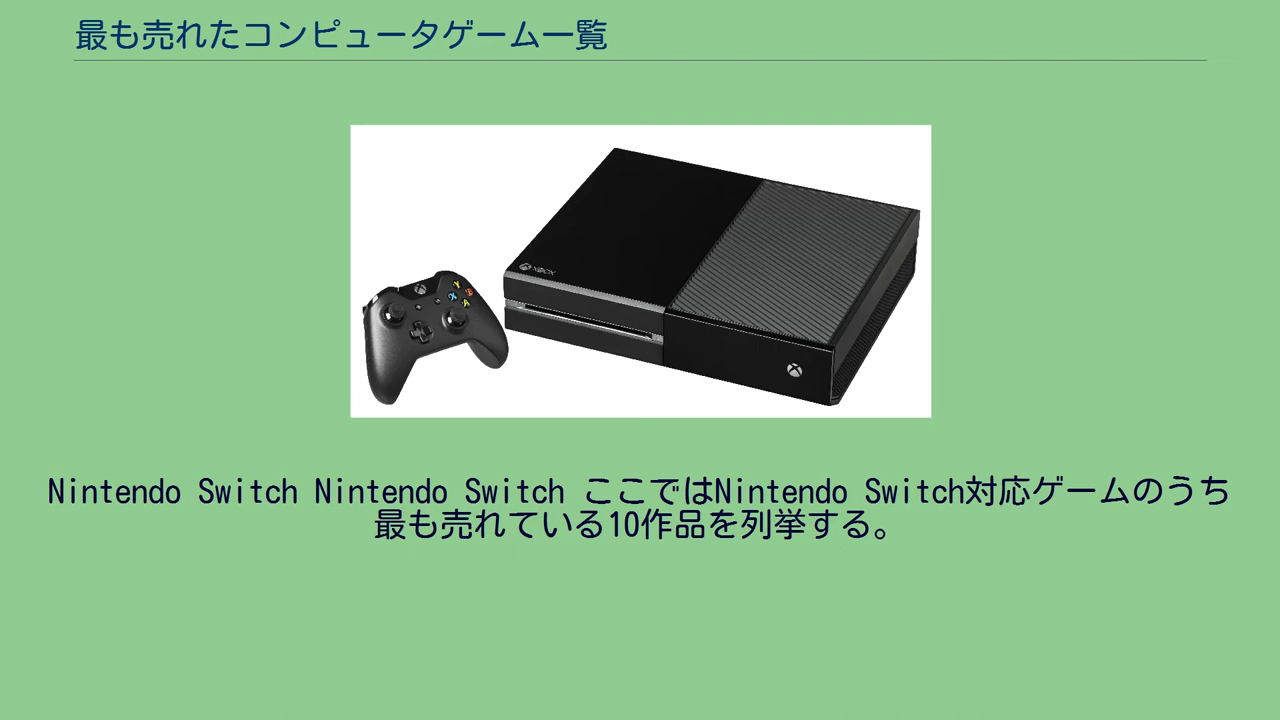 最も売れたコンピュータゲーム一覧
XBOX
Y
X
B
A
Nintendo Switch Nintendo Switch ここではNintendo Switch対応ゲームのうち
最も売れている10作品を列挙する。